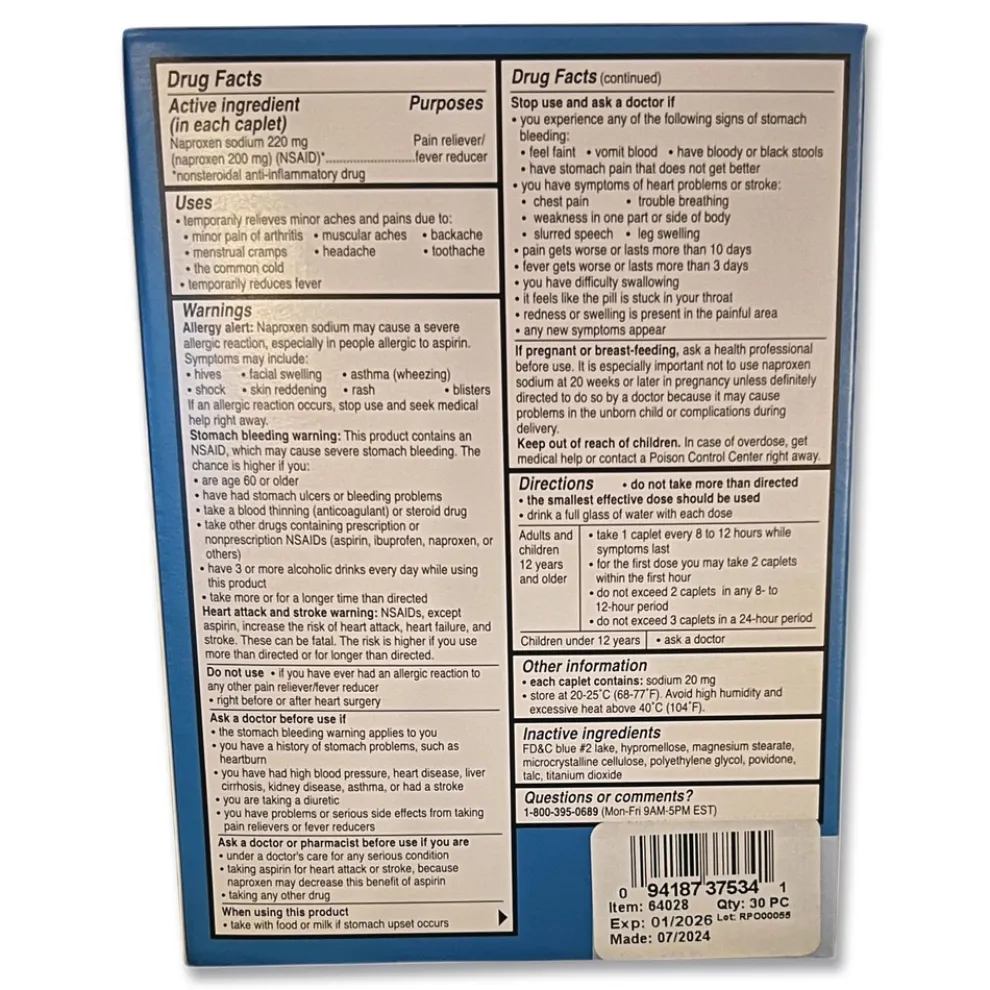 Drug Facts
Active ingredient Purposes
(in each caplet)
Naproxen sodium 220 mg Pain reliever/
(naproxen 200 mg) (NSAID)*..............................fever reducer
*nonsteroidal anti-inflammatory drug
Uses
• temporarily relieves minor aches and pains due to:
• minor pain of arthritis • muscular aches • backache
• menstrual cramps • headache • toothache
• the common cold
• temporarily reduces fever
Warnings
Allergy alert: Naproxen sodium may cause a severe
allergic reaction, especially in people allergic to aspirin.
Symptoms may include:
• hives • facial swelling • asthma (wheezing)
• shock • skin reddening • rash • blisters
If an allergic reaction occurs, stop use and seek medical
help right away.
Stomach bleeding warning: This product contains an
NSAID, which may cause severe stomach bleeding. The
chance is higher if you:
• are age 60 or older
• have had stomach ulcers or bleeding problems
• take a blood thinning (anticoagulant) or steroid drug
• take other drugs containing prescription or
nonprescription NSAIDs (aspirin, ibuprofen, naproxen, or
others)
• have 3 or more alcoholic drinks every day while using
this product
• take more or for a longer time than directed
Heart attack and stroke warning: NSAIDs, except
aspirin, increase the risk of heart attack, heart failure, and
stroke. These can be fatal. The risk is higher if you use
more than directed or for longer than directed.
Do not use • if you have ever had an allergic reaction to
any other pain reliever/fever reducer
• right before or after heart surgery
Ask a doctor before use if
• the stomach bleeding warning applies to you
• you have a history of stomach problems, such as
heartburn
• you have had high blood pressure, heart disease, liver
cirrhosis, kidney disease, asthma, or had a stroke
• you are taking a diuretic
• you have problems or serious side effects from taking
pain relievers or fever reducers
Ask a doctor or pharmacist before use if you are
• under a doctor's care for any serious condition
• taking aspirin for heart attack or stroke, because
naproxen may decrease this benefit of aspirin
• taking any other drug
When using this product
• take with food or milk if stomach upset occurs
Drug Facts (continued)
Stop use and ask a doctor if
• you experience any of the following signs of stomach
bleeding:
• feel faint • vomit blood • have bloody or black stools
• have stomach pain that does not get better
• you have symptoms of heart problems or stroke:
• chest pain • trouble breathing
• weakness in one part or side of body
• slurred speech • leg swelling
• pain gets worse or lasts more than 10 days
• fever gets worse or lasts more than 3 days
• you have difficulty swallowing
• it feels like the pill is stuck in your throat
• redness or swelling is present in the painful area
• any new symptoms appear
If pregnant or breast-feeding, ask a health professional
before use. It is especially important not to use naproxen
sodium at 20 weeks or later in pregnancy unless definitely
directed to do so by a doctor because it may cause
problems in the unborn child or complications during
delivery.
Keep out of reach of children. In case of overdose, get
medical help or contact a Poison Control Center right away.
Directions • do not take more than directed
• the smallest effective dose should be used
• drink a full glass of water with each dose
Adults and • take 1 caplet every 8 to 12 hours while
children symptoms last
12 years • for the first dose you may take 2 caplets
and older within the first hour
• do not exceed 2 caplets in any 8- to
12-hour period
• do not exceed 3 caplets in a 24-hour period
Children under 12 years • ask a doctor
Other information
• each caplet contains: sodium 20 mg
• store at 20-25°C (68-77°F). Avoid high humidity and
excessive heat above 40°C (104°F).
Inactive ingredients
FD&C blue #2 lake, hypromellose, magnesium stearate,
microcrystalline cellulose, polyethylene glycol, povidone,
talc, titanium dioxide
Questions or comments?
1-800-395-0689 (Mon-Fri 9AM-5PM EST)
0 94187 37534 1
Item: 64028 Qty: 30 PC
Exp: 01/2026 Lot: RPO00055
Made: 07/2024